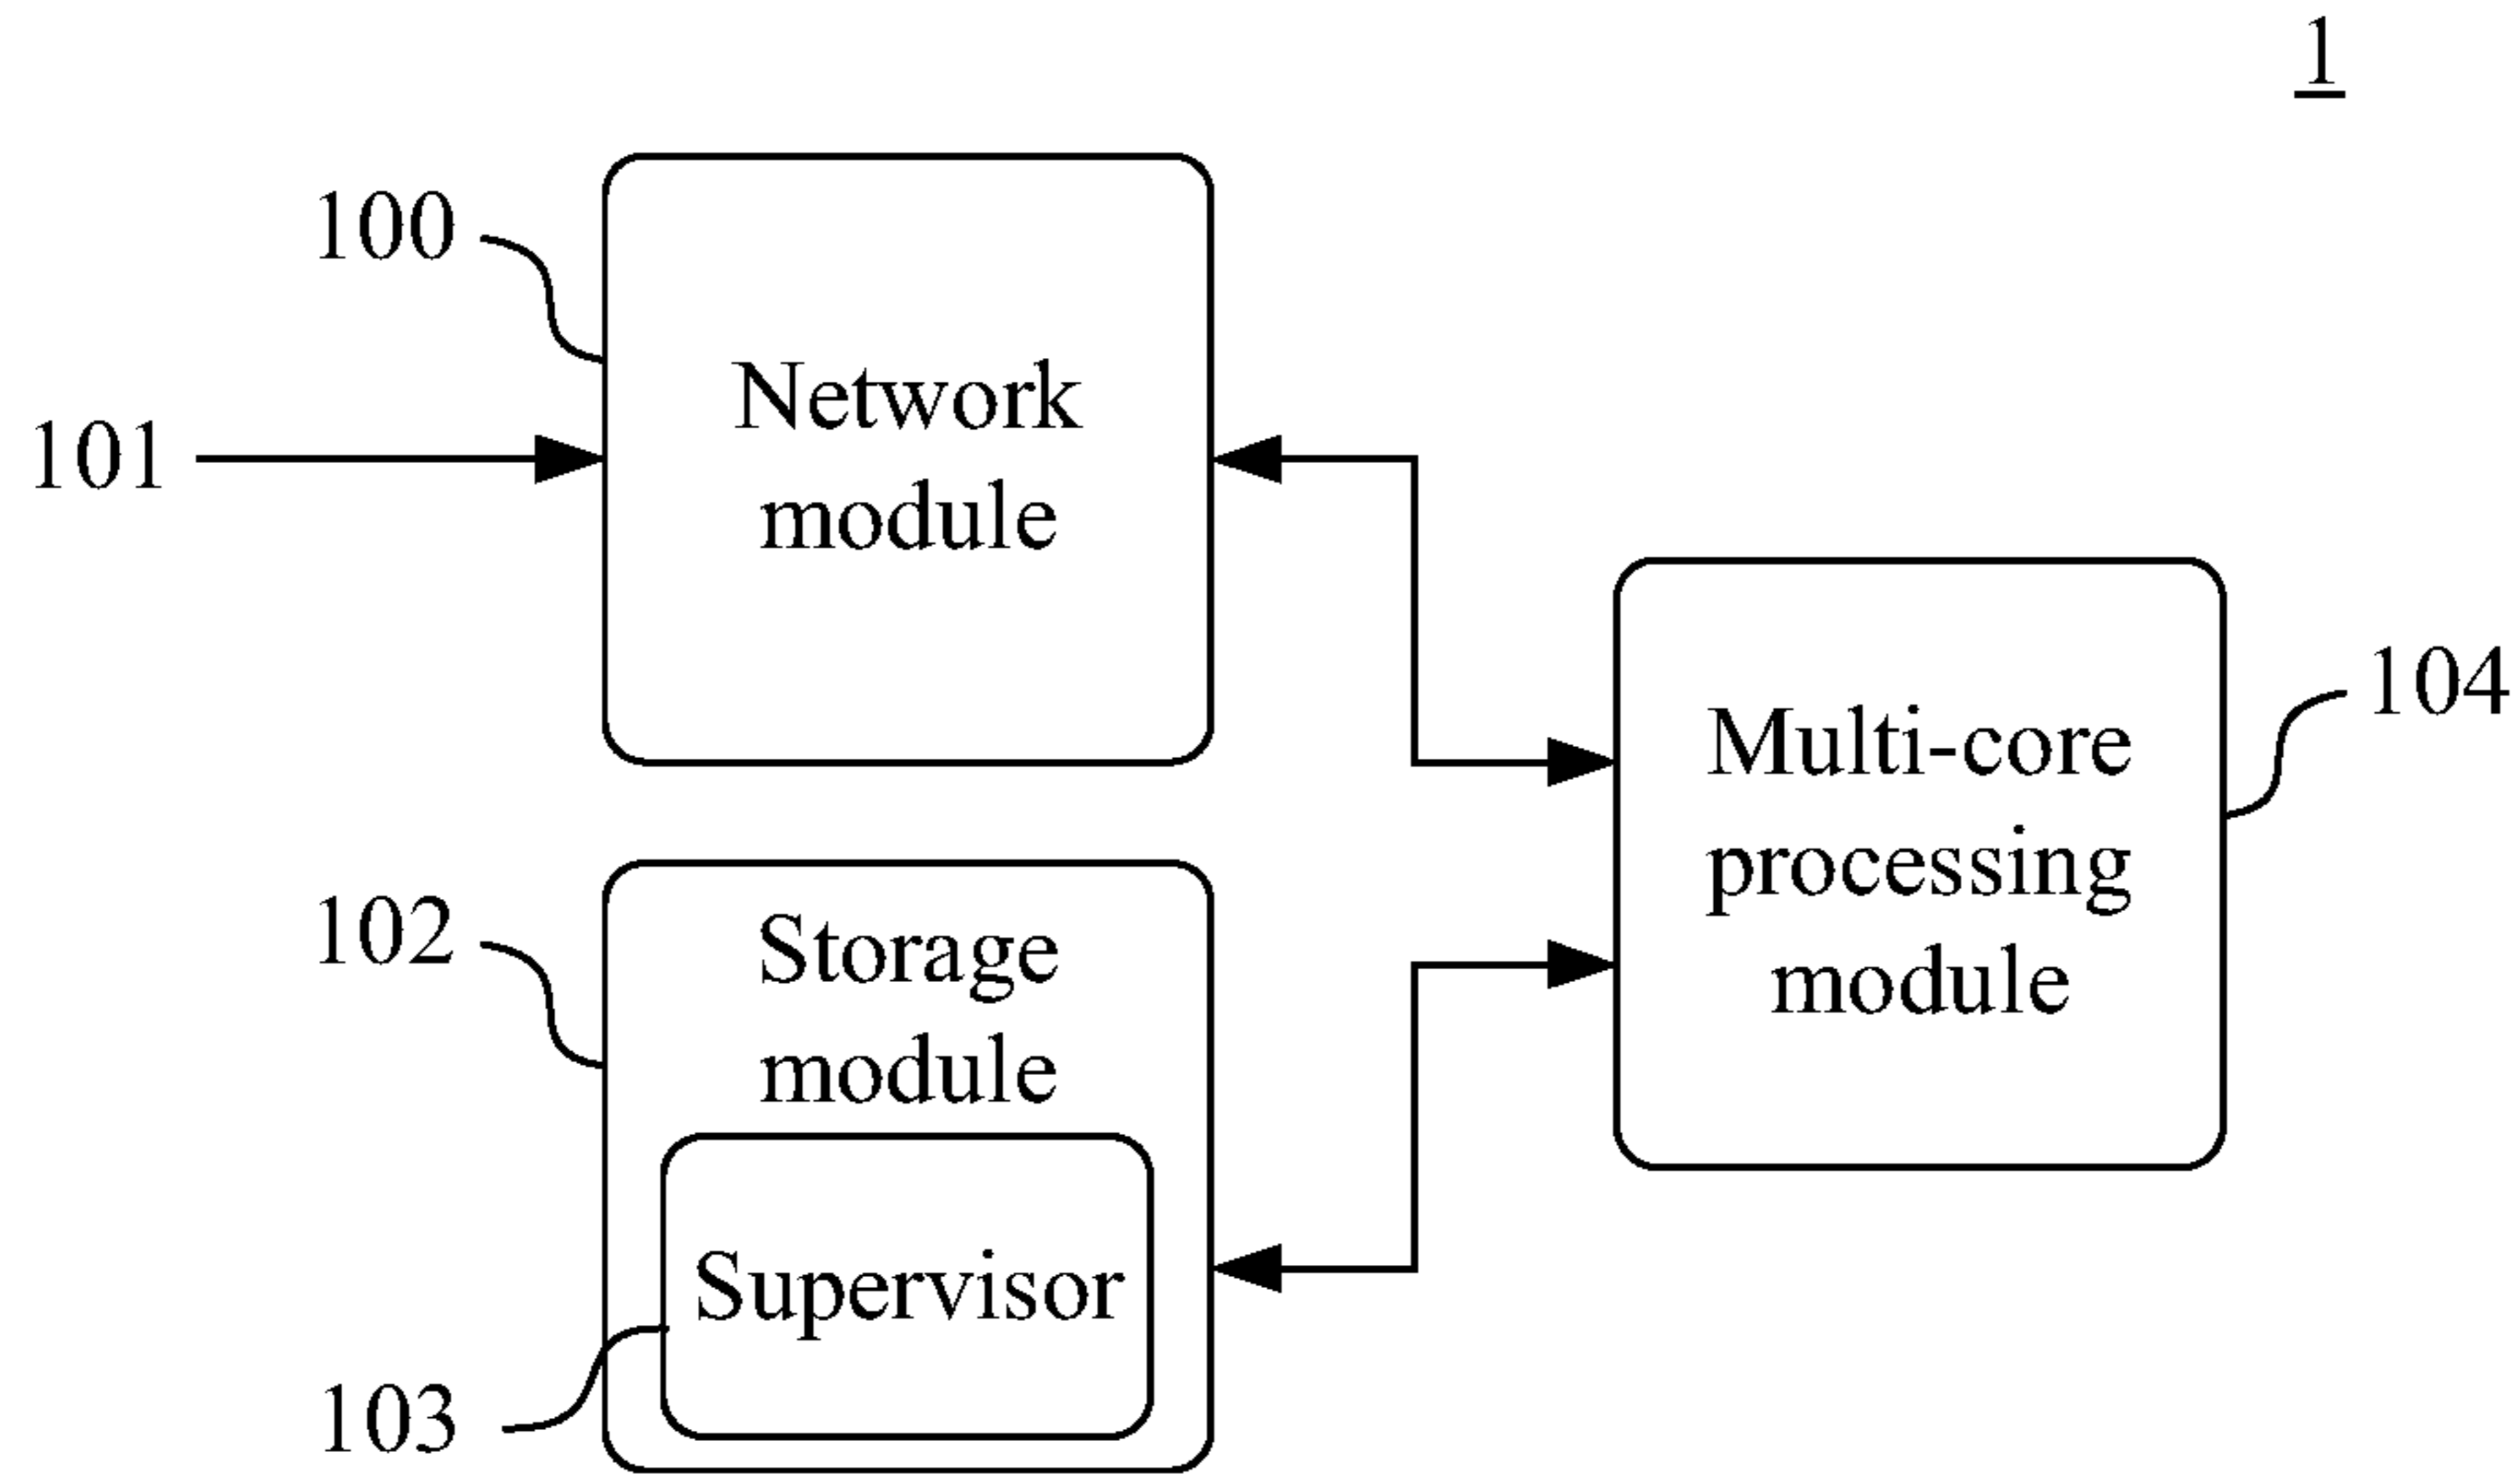 1
100
Network
module
101
Multi-core
processing
module
104
102
Storage
module
Supervisor
103